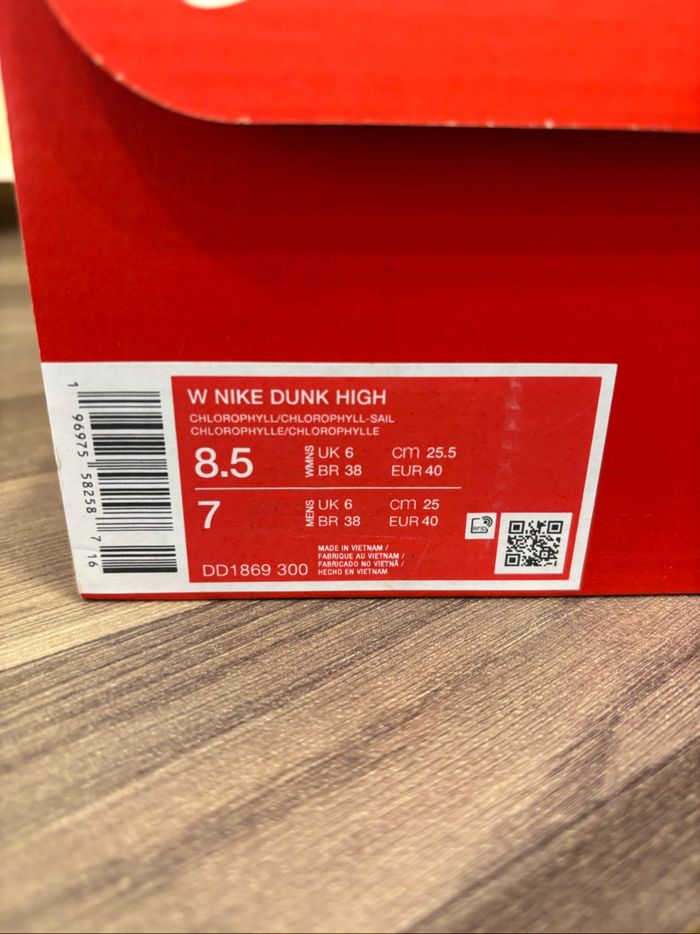 W NIKE DUNK HIGH
CHLOROPHYLL/CHLOROPHYLL-SAIL
CHLOROPHYLLE/CHLOROPHYLLE
8.5 WMNS UK 6 cm 25.5
BR 38 EUR 40
7 MENS UK 6 cm 25
BR 38 EUR 40
RFID
DD1869 300
MADE IN VIETNAM /
FABRIQUE AU VIETNAM /
FABRICADO NO VIETNÃ /
HECHO EN VIETNAM
1 96975 58258 7 16